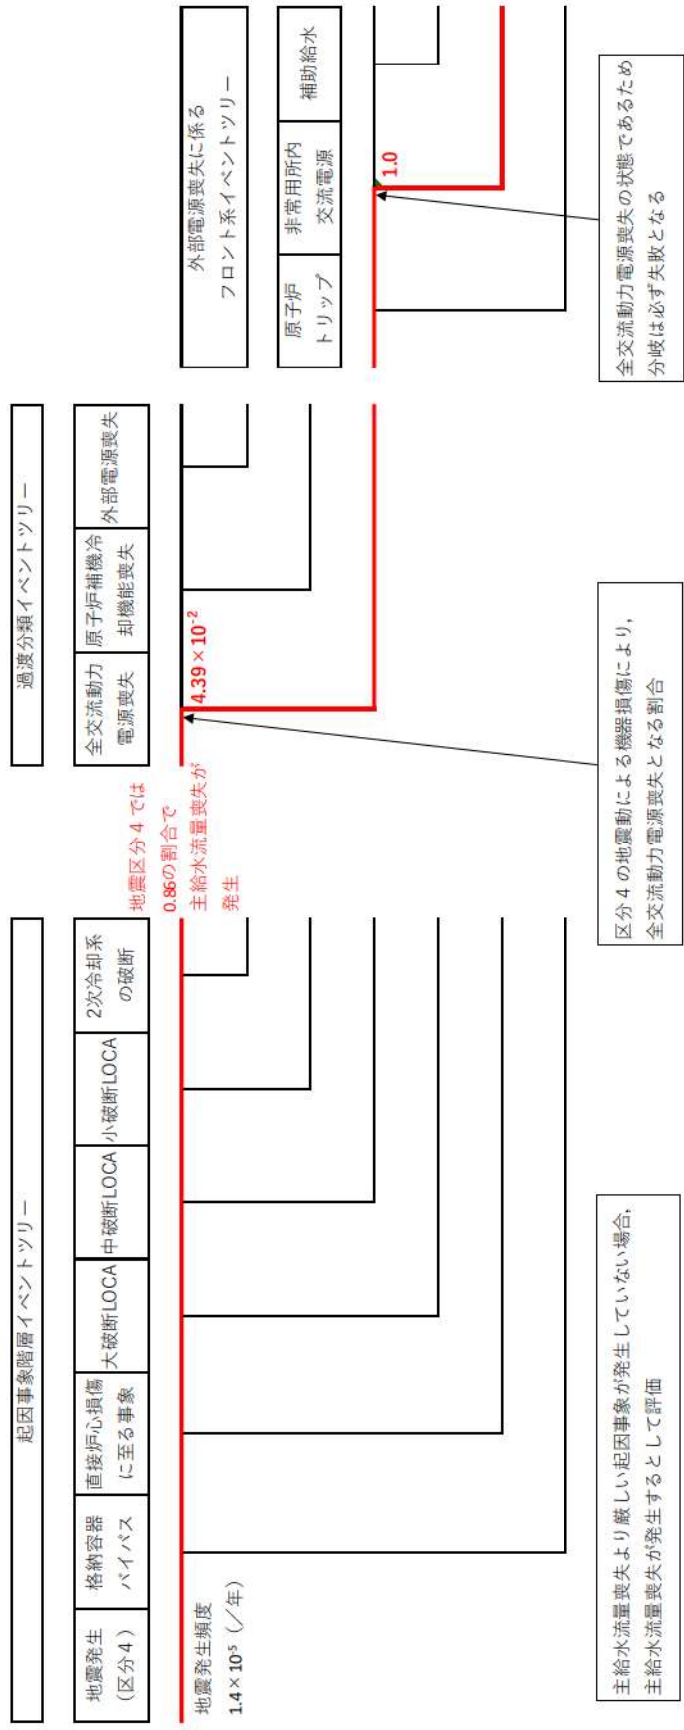 起因事象階層イベントツリー
地震発生
(区分4)
格納容器
バイパス
直接炉心損傷
に至る事象
大破断LOCA
中破断LOCA
小破断LOCA
2次冷却系
の破断
地震発生頻度
1.4×10-5(／年)
地震区分4では
0.86の割合で
主給水流量喪失が
発生
主給水流量喪失より厳しい起因事象が発生していない場合,
主給水流量喪失が発生するとして評価
過渡分類イベントツリー
全交流動力
電源喪失
原子炉補機冷
却機能喪失
外部電源喪失
4.39×10-2
区分4の地震動による機器損傷により,
全交流動力電源喪失となる割合
外部電源喪失に係る
フロント系イベントツリー
原子炉
トリップ
非常用所内
交流電源
補助給水
1.0
全交流動力電源喪失の状態であるため
分岐は必ず失敗となる